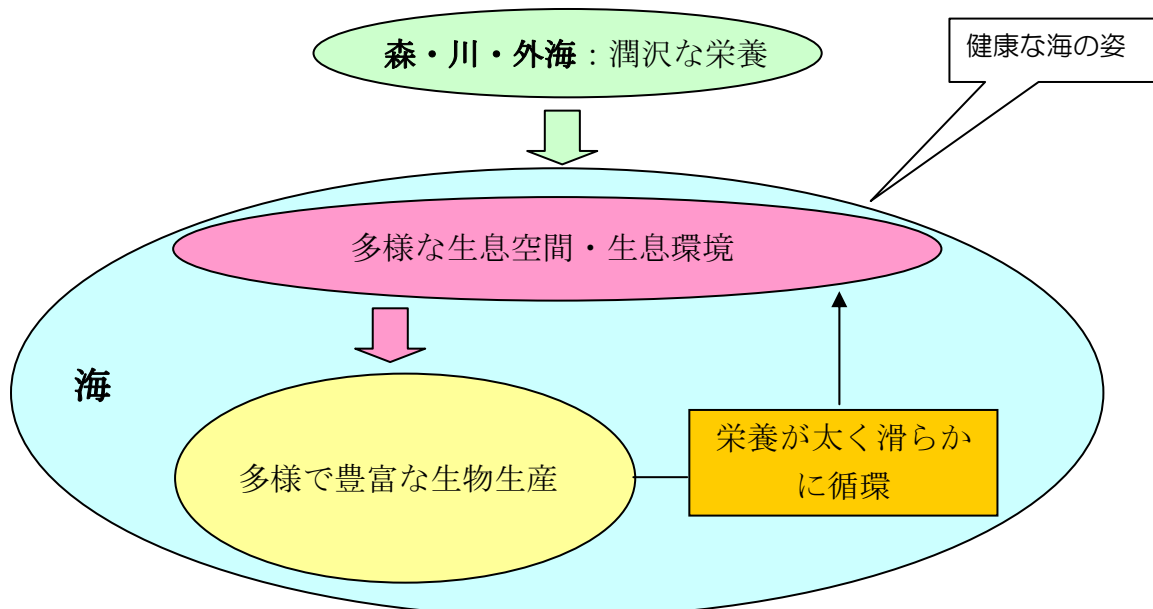 森・川・外海：潤沢な栄養
健康な海の姿
多様な生息空間・生息環境
海
多様で豊富な生物生産
栄養が太く滑らか
に循環